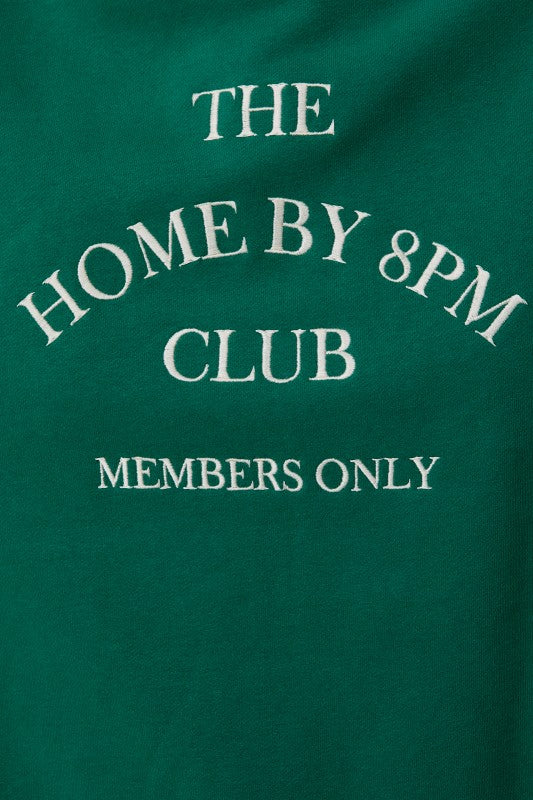 THE
HOME BY 8PM
CLUB
MEMBERS ONLY